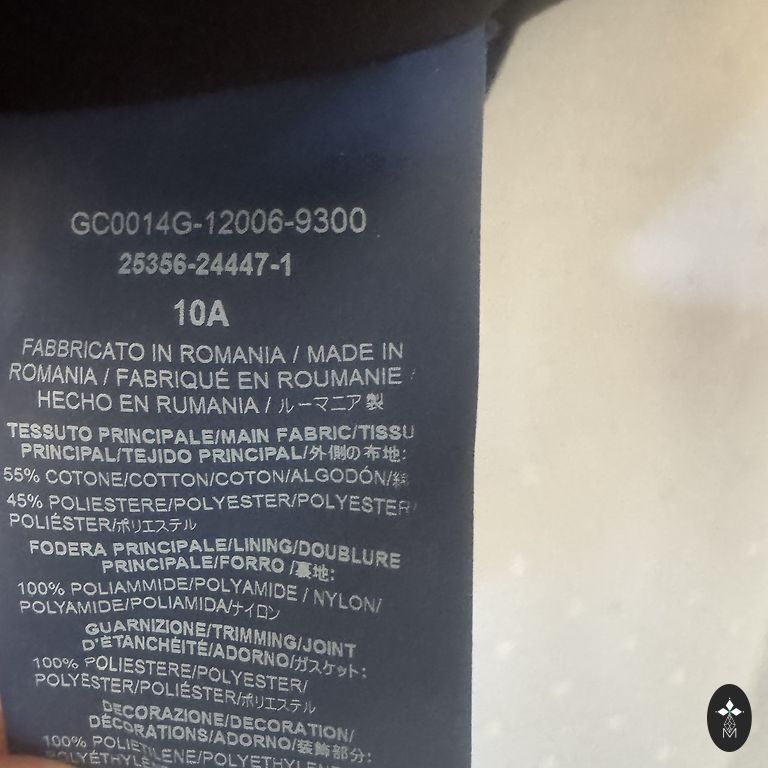 GC0014G-12006-9300
25356-24447-1
10A
FABBRICATO IN ROMANIA / MADE IN
ROMANIA / FABRIQUÉ EN ROUMANIE /
HECHO EN RUMANIA / ルーマニア製
TESSUTO PRINCIPALE/MAIN FABRIC/TISSU
PRINCIPAL/TEJIDO PRINCIPAL/外側の布地:
55% COTONE/COTTON/COTON/ALGODÓN/綿
45% POLIESTERE/POLYESTER/POLYESTER/
POLIÉSTER/ポリエステル
FODERA PRINCIPALE/LINING/DOUBLURE
PRINCIPALE/FORRO /裏地:
100% POLIAMMIDE/POLYAMIDE / NYLON/
POLYAMIDE/POLIAMIDA/ナイロン
GUARNIZIONE/TRIMMING/JOINT
D'ÉTANCHÉITÉ/ADORNO/ガスケット:
100% POLIESTERE/POLYESTER/
POLYESTER/POLIÉSTER/ポリエステル
DECORAZIONE/DECORATION/
DÉCORATIONS/ADORNO/装飾部分:
100% POLIETILENE/POLYETHYLENE/